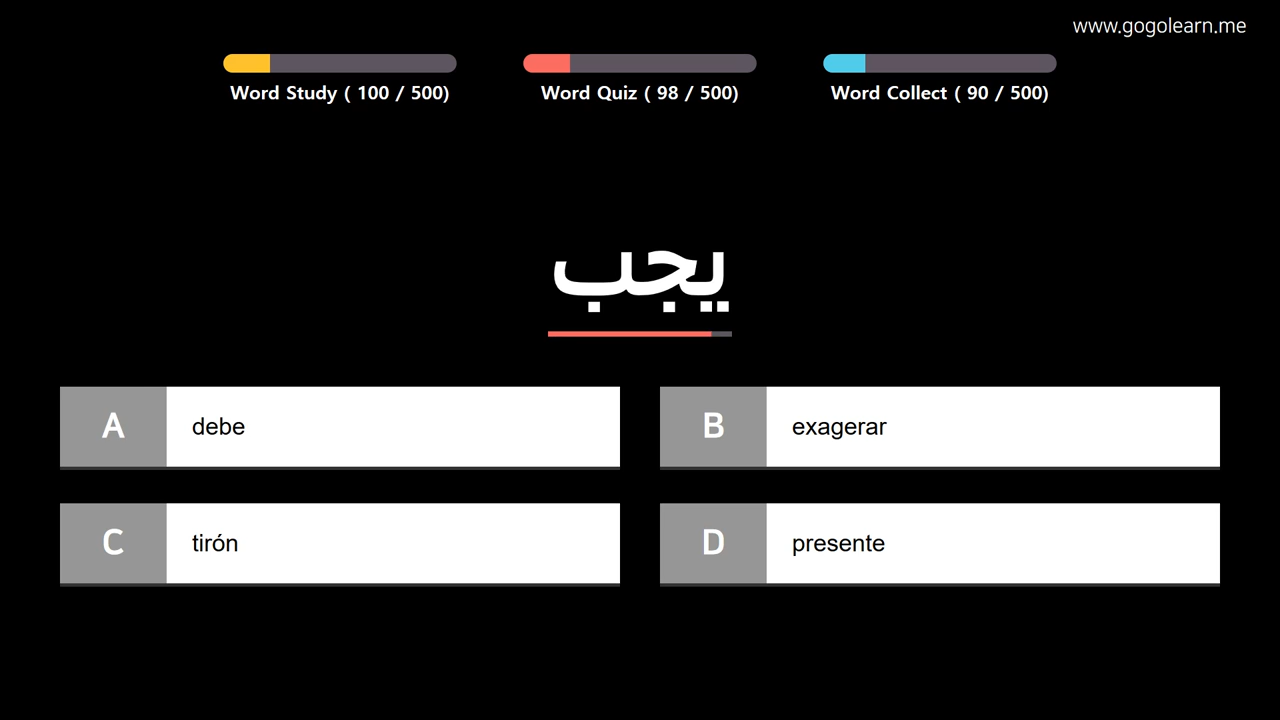 www.gogolearn.me
Word Study ( 100 / 500)
Word Quiz ( 98 / 500)
Word Collect ( 90 / 500)
يجب
A debe
B exagerar
C tirón
D presente